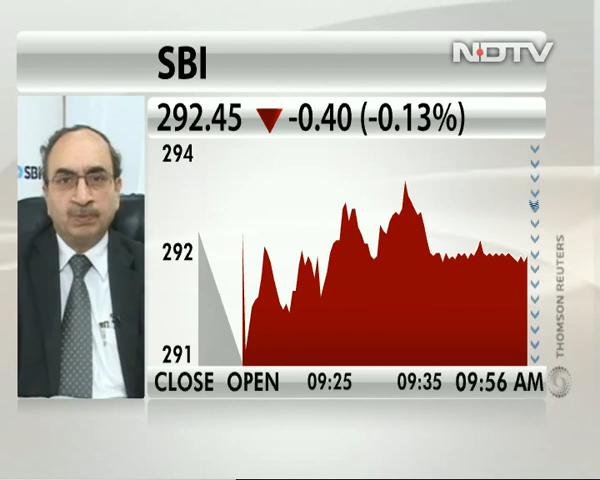 SBI
NDTV
292.45 ▼ -0.40 (-0.13%)
294
292
291
SBI
CLOSE OPEN 09:25 09:35 09:56 AM
THOMSON REUTERS